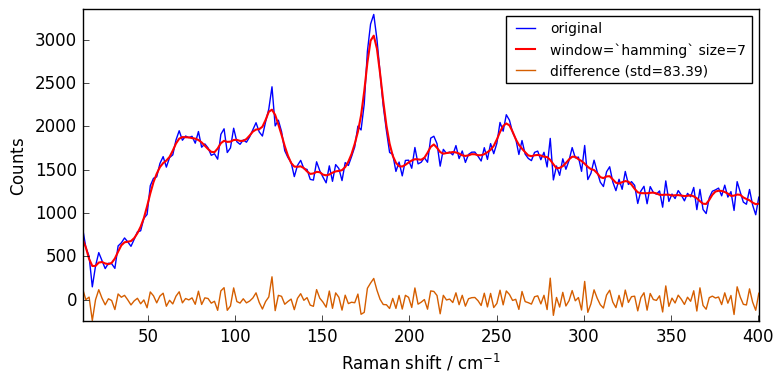 3000
2500
2000
1500
1000
500
0
Counts
original
window=`hamming` size=7
difference (std=83.39)
50 100 150 200 250 300 350 400
Raman shift / cm⁻¹